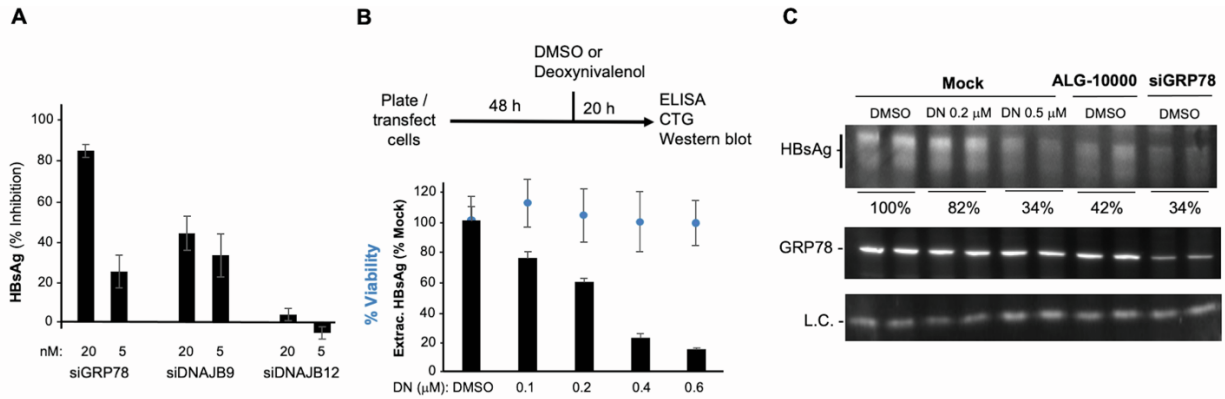 A
HBsAg (% Inhibition)
100
80
60
40
20
0
nM: 20 5 20 5 20 5
siGRP78 siDNAJB9 siDNAJB12
B
DMSO or
Deoxynivalenol
Plate /
transfect
cells
48 h 20 h
ELISA
CTG
Western blot
% Viability
Extrac. HBsAg (% Mock)
120
100
80
60
40
20
0
DN (μM): DMSO 0.1 0.2 0.4 0.6
C
Mock ALG-10000 siGRP78
DMSO DN 0.2 μM DN 0.5 μM DMSO DMSO
HBsAg
100% 82% 34% 42% 34%
GRP78 -
L.C. -